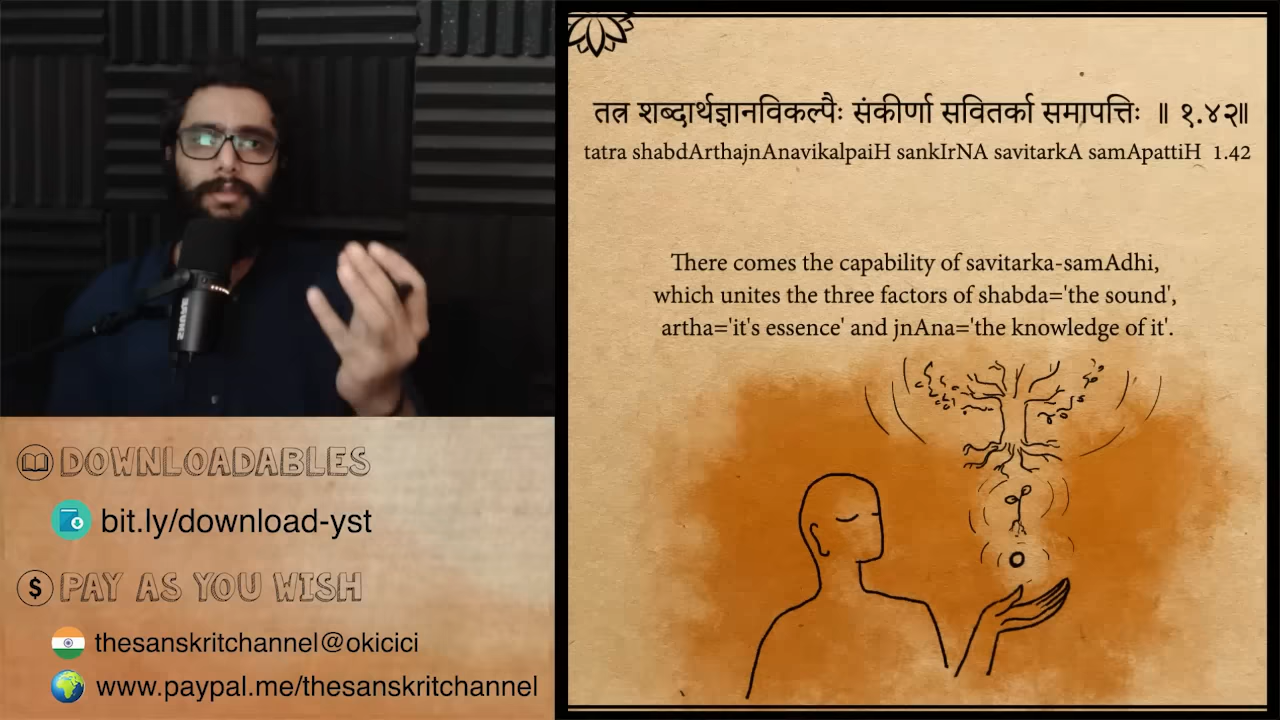 तत्र शब्दार्थज्ञानविकल्पैः संकीर्णा सवितर्का समापत्तिः ॥ १.४२॥
tatra shabdArthajnAnavikalpaiH sankIrNA savitarkA samApattiH 1.42
There comes the capability of savitarka-samAdhi,
which unites the three factors of shabda='the sound',
artha='it's essence' and jnAna='the knowledge of it'.
DOWNLOADABLES
bit.ly/download-yst
$ PAY AS YOU WISH
thesanskritchannel@okicici
www.paypal.me/thesanskritchannel